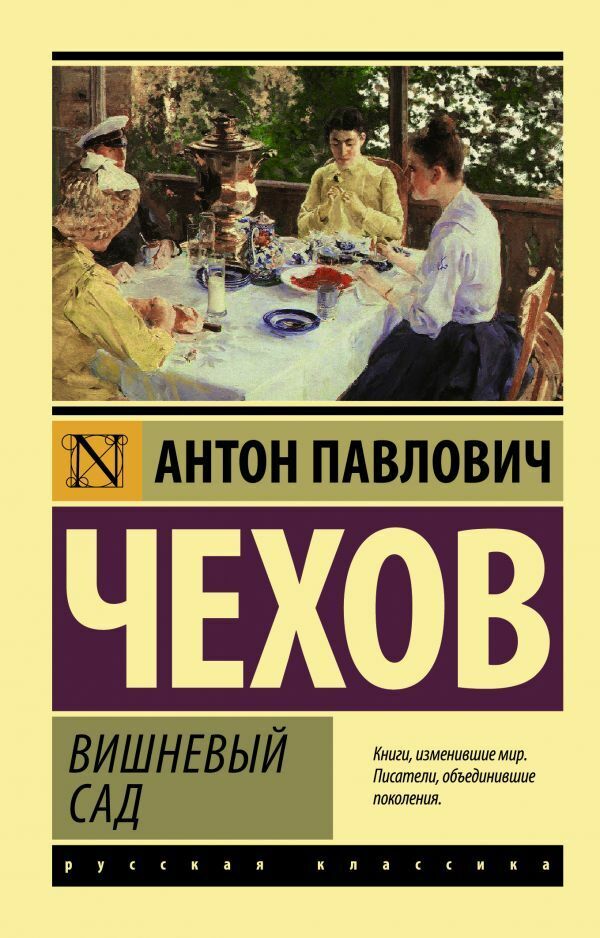 N
АНТОН ПАВЛОВИЧ
ЧЕХОВ
ВИШНЕВЫЙ
САД
Книги, изменившие мир.
Писатели, объединившие
поколения.
русская классика